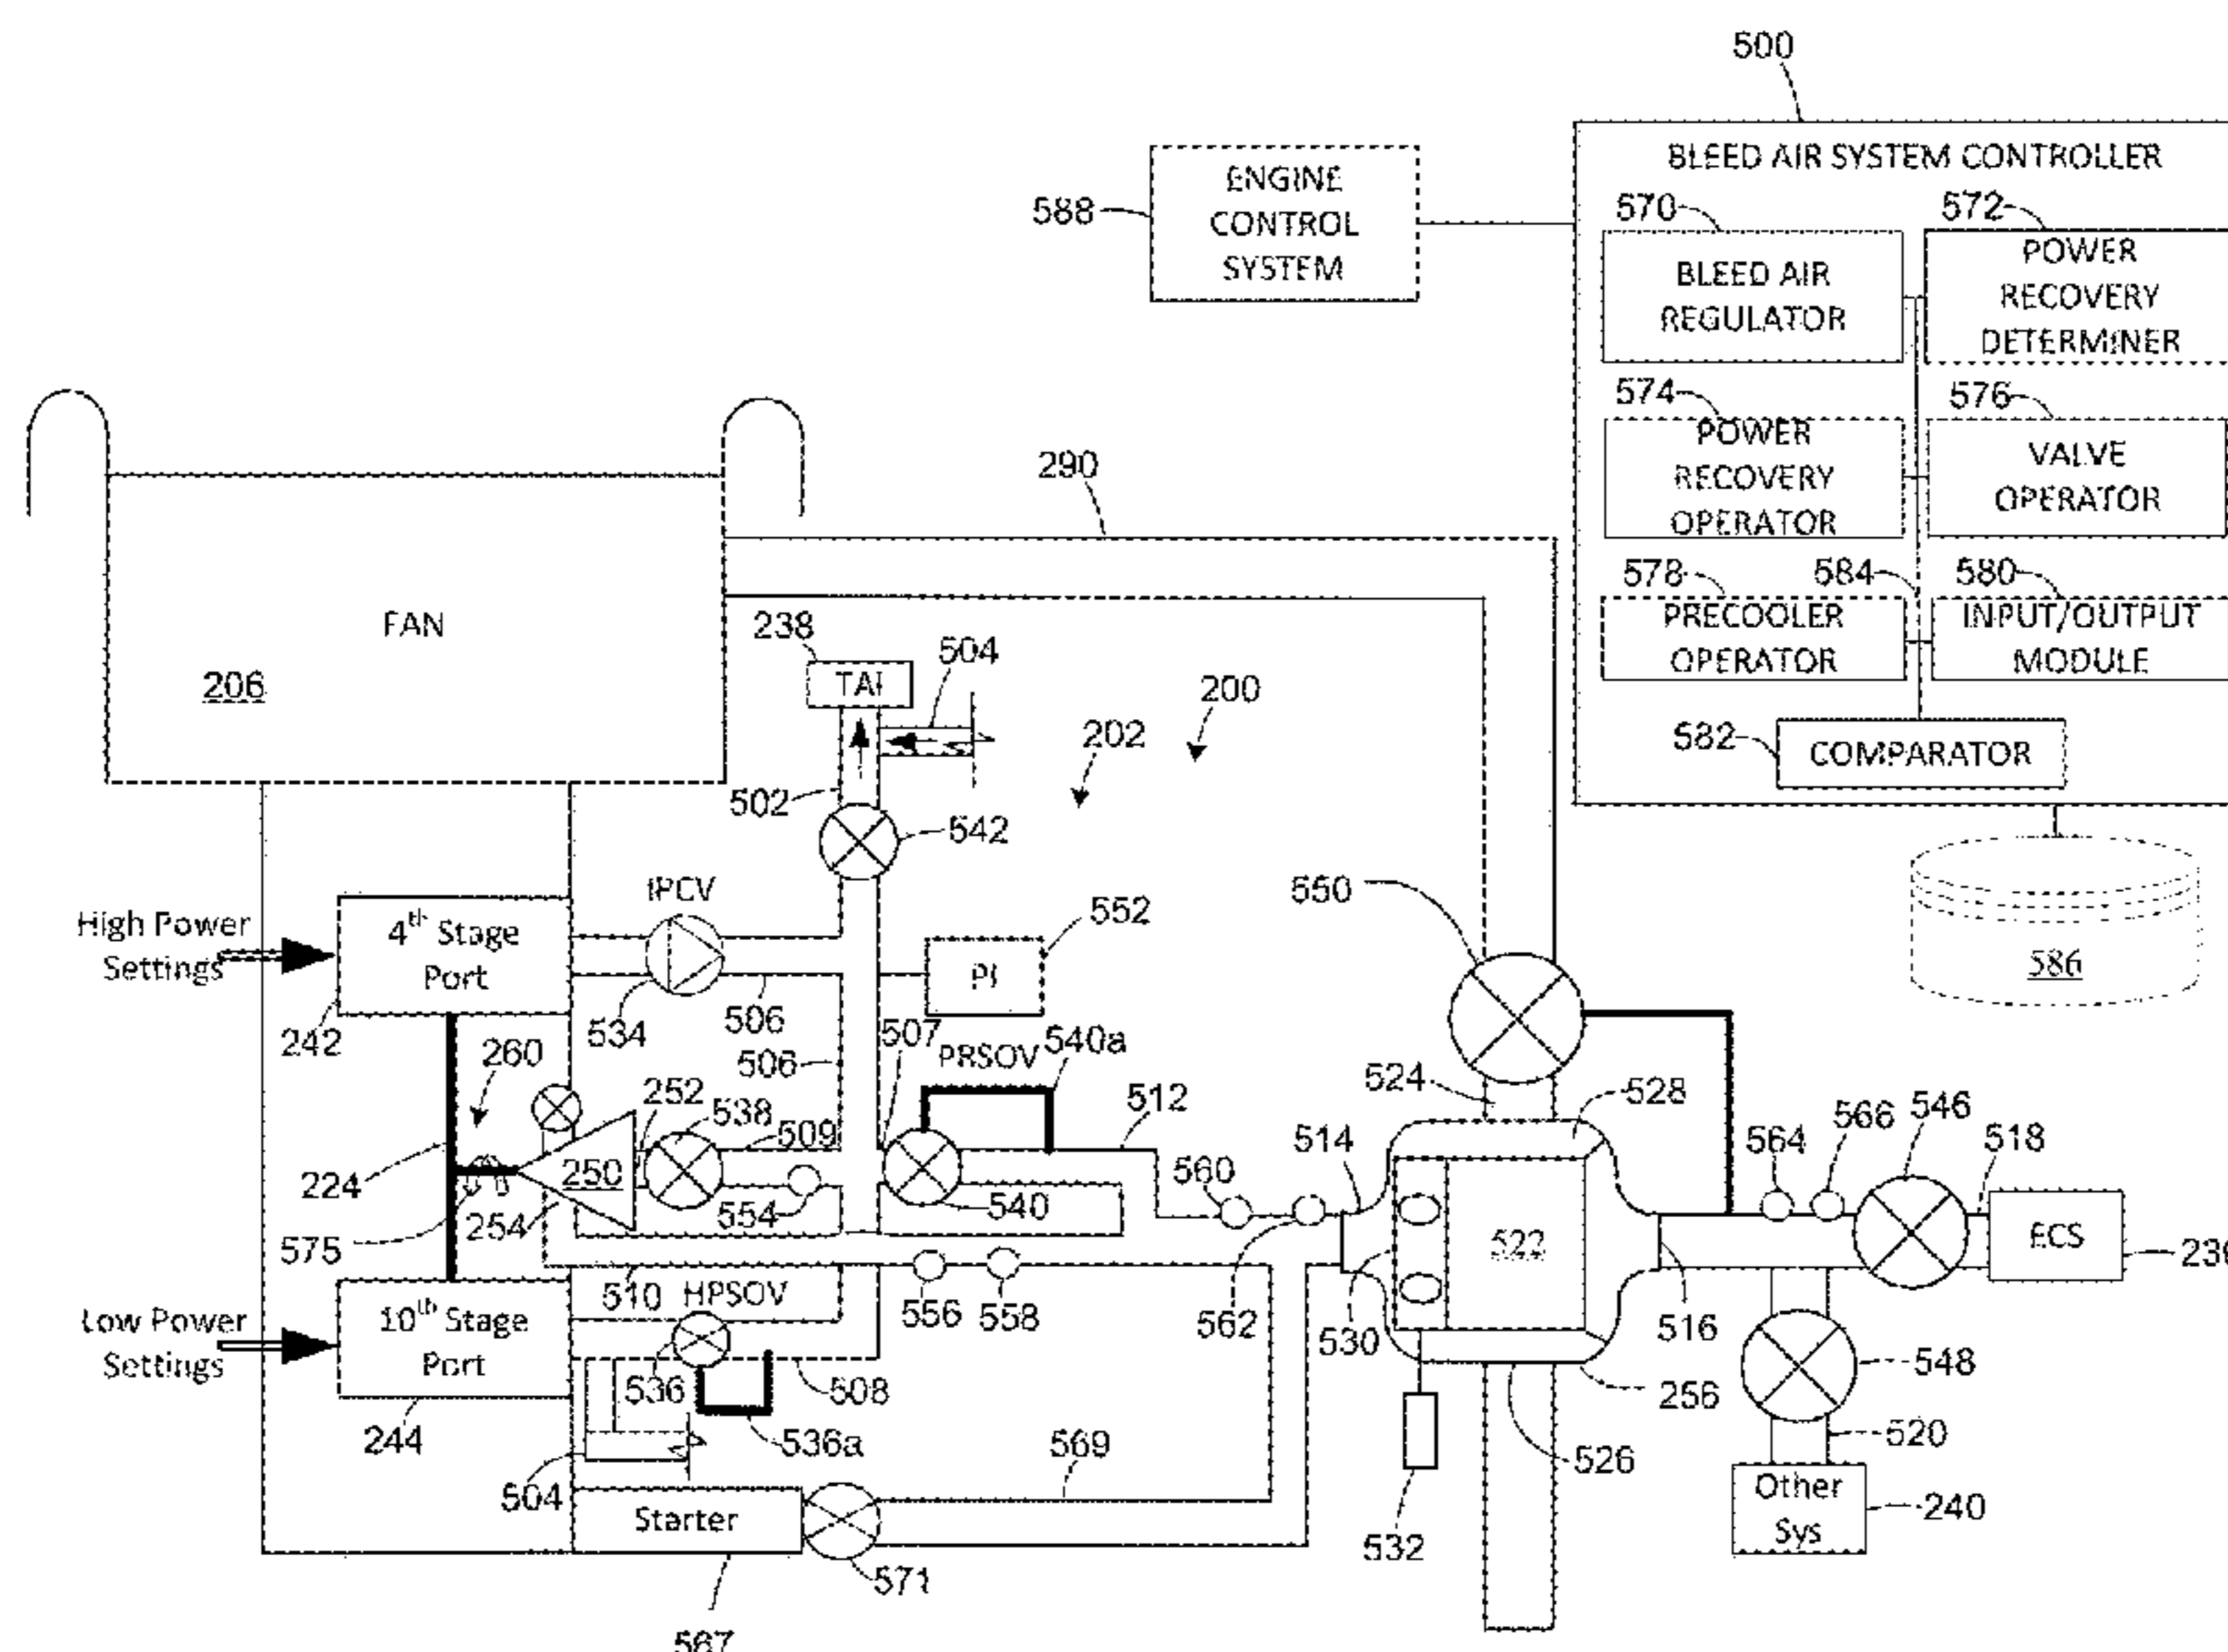 500
BLEED AIR SYSTEM CONTROLLER
ENGINE
CONTROL
SYSTEM
588
570
572
BLEED AIR
REGULATOR
POWER
RECOVERY
DETERMINER
574
576
POWER
RECOVERY
OPERATOR
VALVE
OPERATOR
578
584
580
PRECOOLER
OPERATOR
INPUT/OUTPUT
MODULE
582
COMPARATOR
586
290
FAN
206
238
TAI
504
200
202
502
542
IPCV
550
552
High Power
Settings
4th Stage
Port
PI
242
534
506
507
260
506
PRSOV
540a
252
538
509
512
524
528
546
564
566
518
514
560
224
250
254
554
540
575
522
ECS
236
510
HPSOV
556
558
562
530
516
Low Power
Settings
10th Stage
Port
536
508
548
256
244
536a
569
526
520
504
Starter
532
Other
Sys
240
571
567